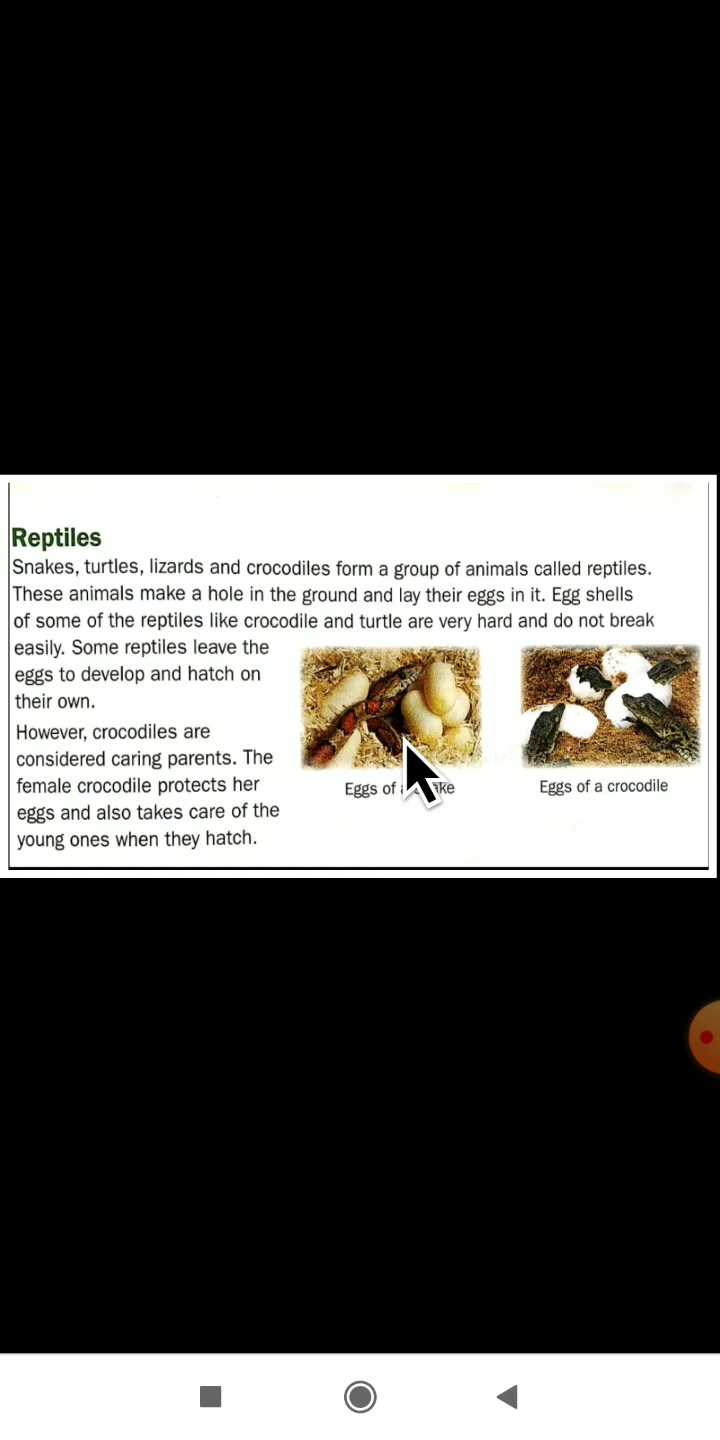 Reptiles
Snakes, turtles, lizards and crocodiles form a group of animals called reptiles.
These animals make a hole in the ground and lay their eggs in it. Egg shells
of some of the reptiles like crocodile and turtle are very hard and do not break
easily. Some reptiles leave the
eggs to develop and hatch on
their own.
However, crocodiles are
considered caring parents. The
female crocodile protects her
eggs and also takes care of the
young ones when they hatch.
Eggs of
Eggs of a crocodile